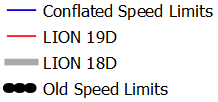 Conflated Speed Limits
LION 19D
LION 18D
Old Speed Limits